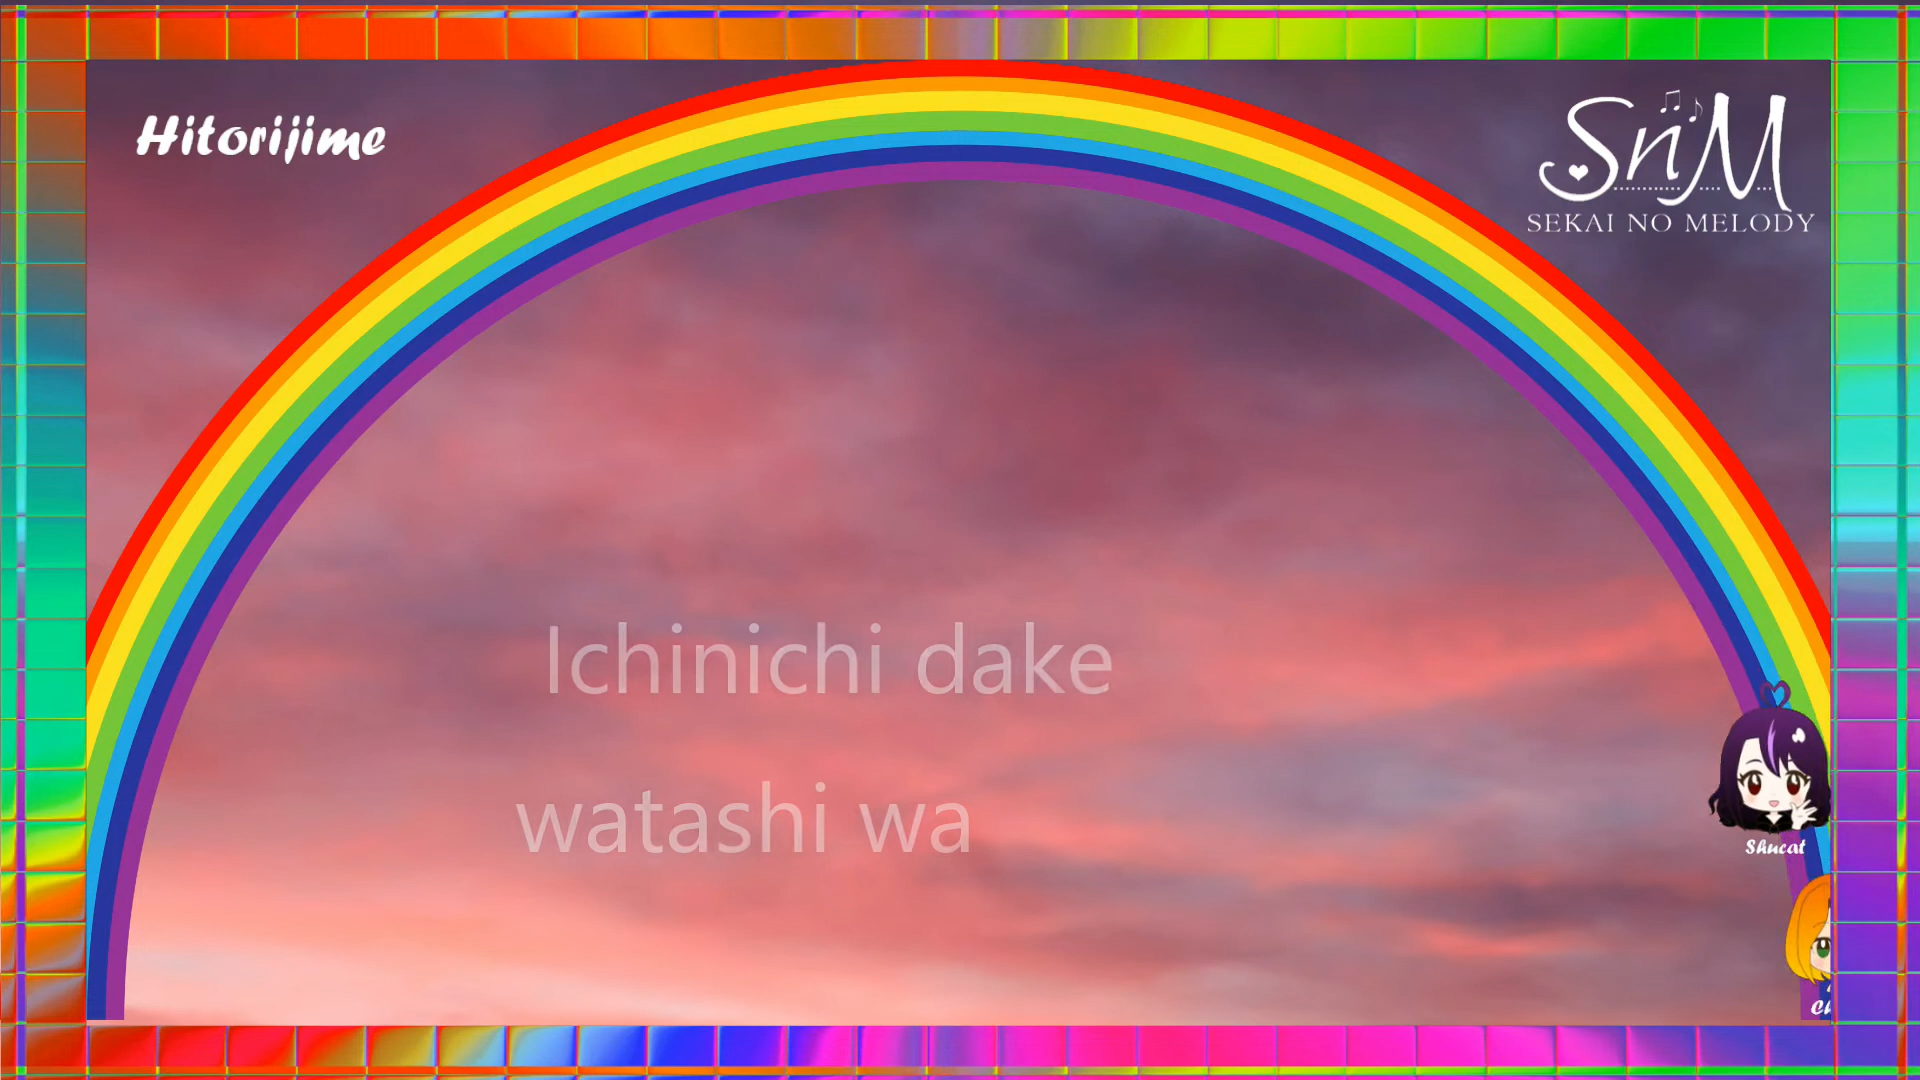 Hitorijime
SnM
SEKAI NO MELODY
Ichinichi dake
watashi wa
Shucat